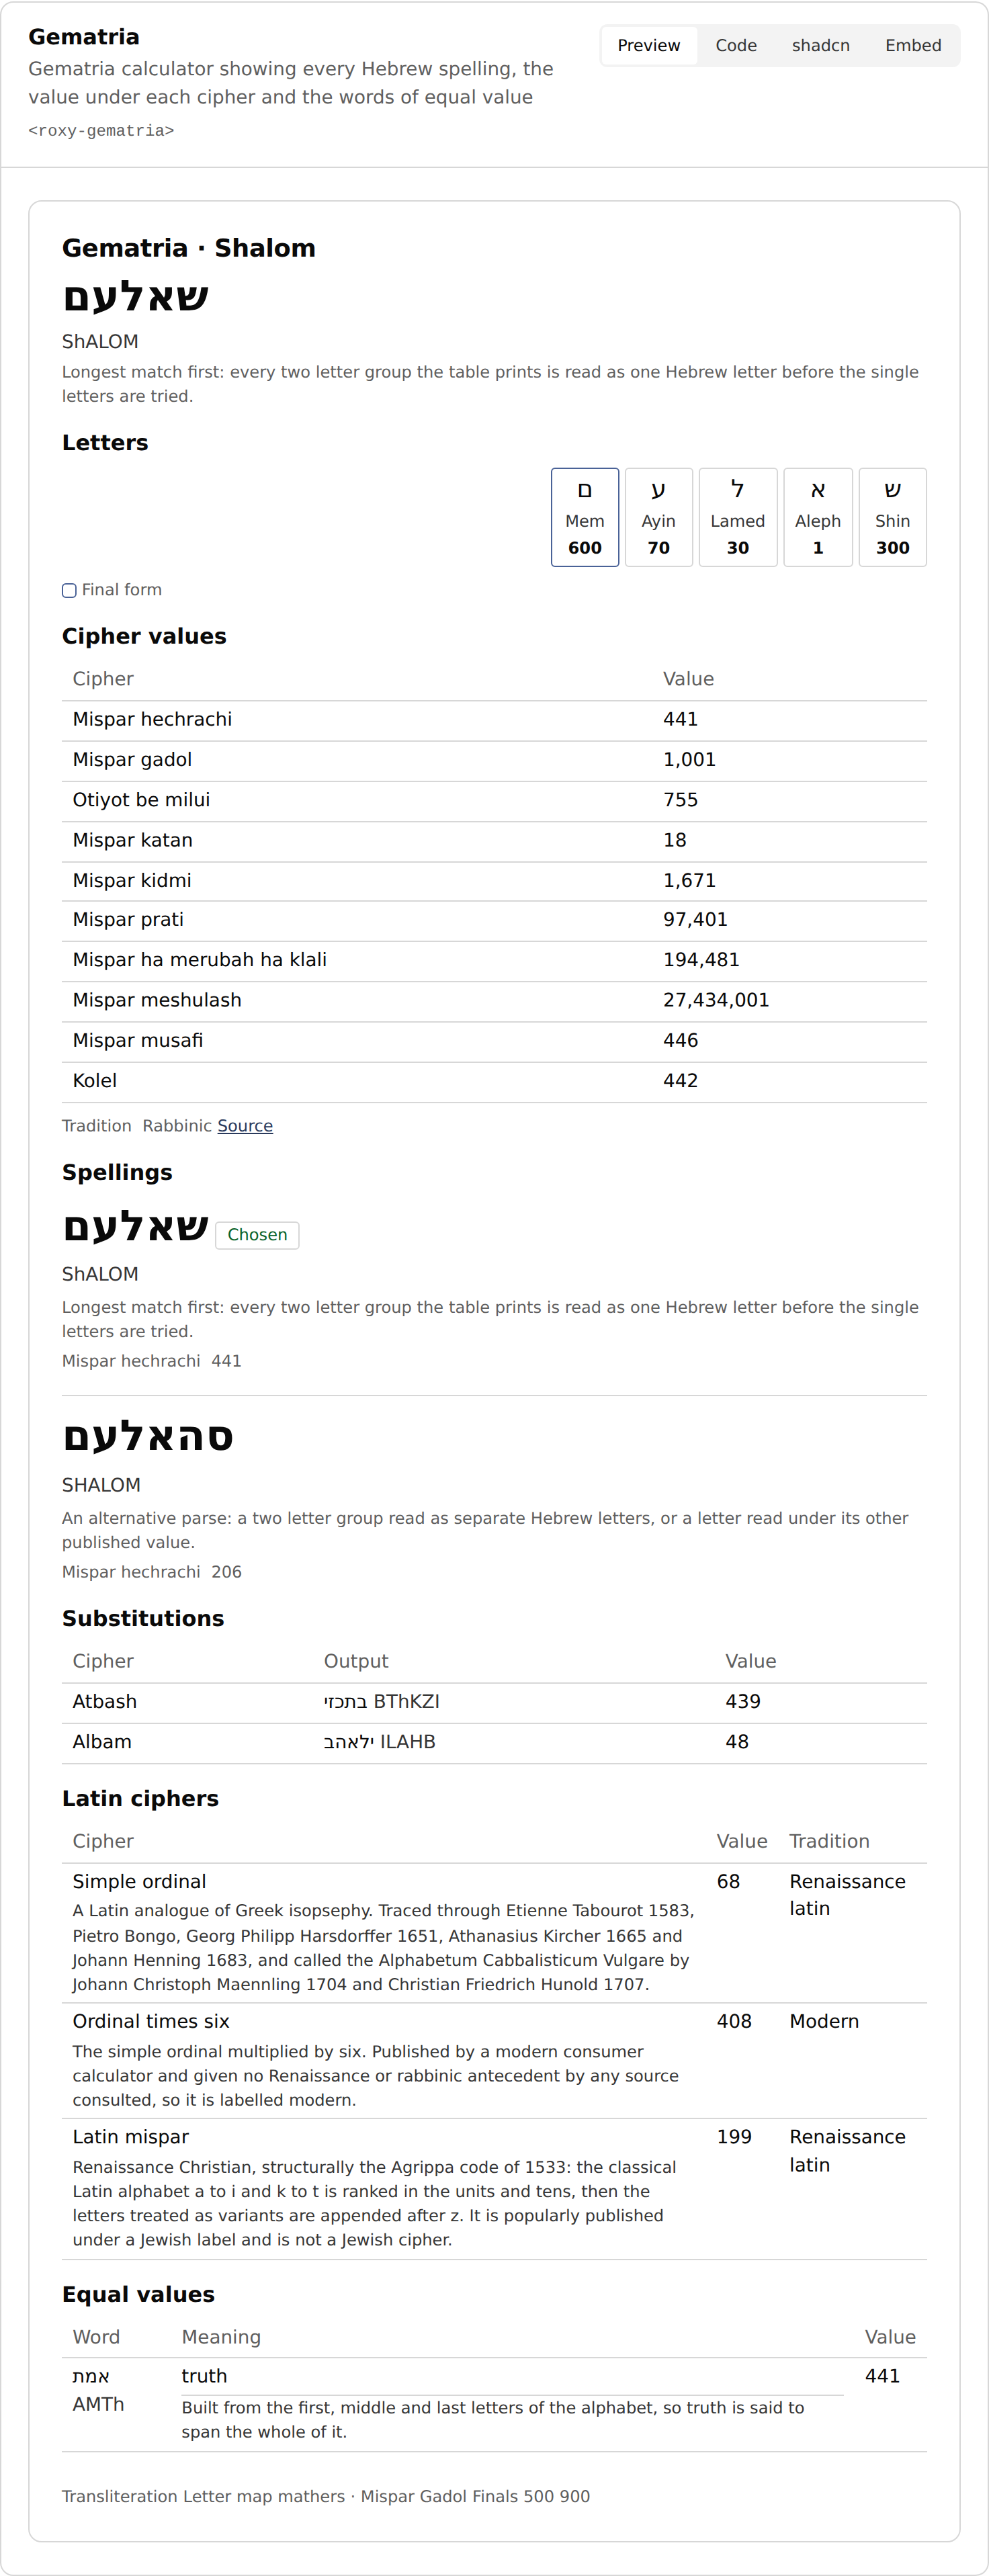 Gematria
Preview Code shadcn Embed
Gematria calculator showing every Hebrew spelling, the
value under each cipher and the words of equal value
<roxy-gematria>
Gematria · Shalom
שאלעם
ShALOM
Longest match first: every two letter group the table prints is read as one Hebrew letter before the single
letters are tried.
Letters
ש א ל ע ם
Shin Aleph Lamed Ayin Mem
300 1 30 70 600
Final form
Cipher values
Cipher Value
Mispar hechrachi 441
Mispar gadol 1,001
Otiyot be milui 755
Mispar katan 18
Mispar kidmi 1,671
Mispar prati 97,401
Mispar ha merubah ha klali 194,481
Mispar meshulash 27,434,001
Mispar musafi 446
Kolel 442
Tradition Rabbinic Source
Spellings
שאלעם Chosen
ShALOM
Longest match first: every two letter group the table prints is read as one Hebrew letter before the single
letters are tried.
Mispar hechrachi 441
סהאלעם
SHALOM
An alternative parse: a two letter group read as separate Hebrew letters, or a letter read under its other
published value.
Mispar hechrachi 206
Substitutions
Cipher Output Value
Atbash בתכזי BThKZI 439
Albam ילאהב ILAHB 48
Latin ciphers
Cipher Value Tradition
Simple ordinal 68 Renaissance latin
A Latin analogue of Greek isopsephy. Traced through Etienne Tabourot 1583,
Pietro Bongo, Georg Philipp Harsdorffer 1651, Athanasius Kircher 1665 and
Johann Henning 1683, and called the Alphabetum Cabbalisticum Vulgare by
Johann Christoph Maennling 1704 and Christian Friedrich Hunold 1707.
Ordinal times six 408 Modern
The simple ordinal multiplied by six. Published by a modern consumer
calculator and given no Renaissance or rabbinic antecedent by any source
consulted, so it is labelled modern.
Latin mispar 199 Renaissance latin
Renaissance Christian, structurally the Agrippa code of 1533: the classical
Latin alphabet a to i and k to t is ranked in the units and tens, then the
letters treated as variants are appended after z. It is popularly published
under a Jewish label and is not a Jewish cipher.
Equal values
Word Meaning Value
אמת truth 441
AMTh
Built from the first, middle and last letters of the alphabet, so truth is said to
span the whole of it.
Transliteration Letter map mathers · Mispar Gadol Finals 500 900